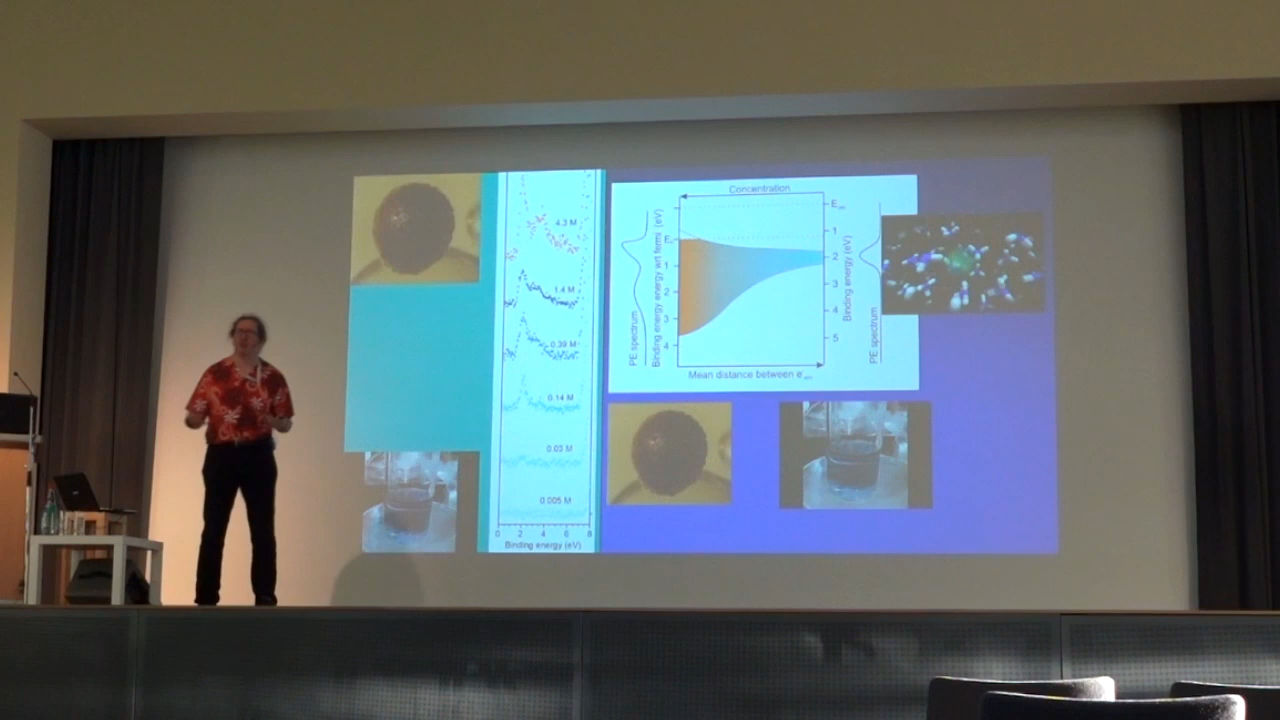 4.3 M
1.4 M
0.39 M
0.14 M
0.03 M
0.005 M
0 2 4 6 8
Binding energy (eV)
Concentration
PE spectrum
Binding energy wrt fermi (eV)
1
2
3
4
1
2
3
4
5
Binding energy (eV)
PE spectrum
Mean distance between